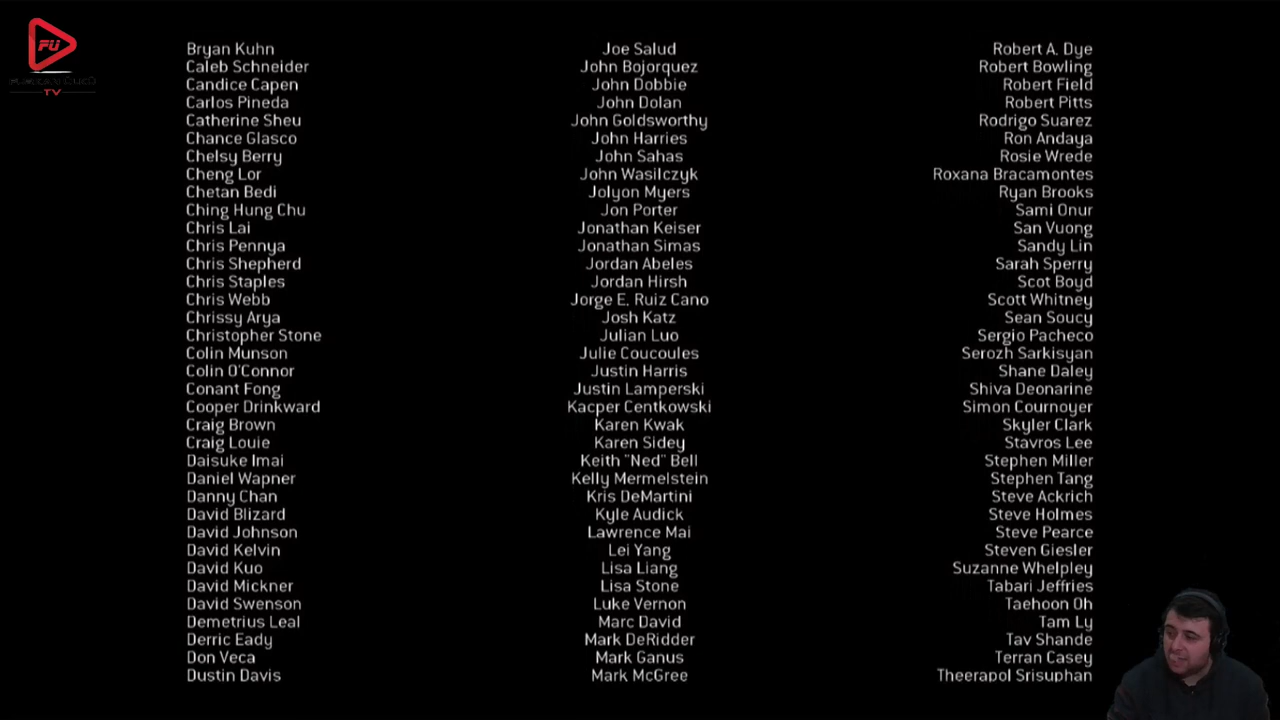 FU
TV
Bryan Kuhn
Caleb Schneider
Candice Capen
Carlos Pineda
Catherine Sheu
Chance Glasco
Chelsy Berry
Cheng Lor
Chetan Bedi
Ching Hung Chu
Chris Lai
Chris Pennya
Chris Shepherd
Chris Staples
Chris Webb
Chrissy Arya
Christopher Stone
Colin Munson
Colin O'Connor
Conant Fong
Cooper Drinkward
Craig Brown
Craig Louie
Daisuke Imai
Daniel Wapner
Danny Chan
David Blizard
David Johnson
David Kelvin
David Kuo
David Mickner
David Swenson
Demetrius Leal
Derric Eady
Don Veca
Dustin Davis
Joe Salud
John Bojorquez
John Dobbie
John Dolan
John Goldsworthy
John Harries
John Sahas
John Wasilczyk
Jolyon Myers
Jon Porter
Jonathan Keiser
Jonathan Simas
Jordan Abeles
Jordan Hirsh
Jorge E. Ruiz Cano
Josh Katz
Julian Luo
Julie Coucoules
Justin Harris
Justin Lamperski
Kacper Centkowski
Karen Kwak
Karen Sidey
Keith "Ned" Bell
Kelly Mermelstein
Kris DeMartini
Kyle Audick
Lawrence Mai
Lei Yang
Lisa Liang
Lisa Stone
Luke Vernon
Marc David
Mark DeRidder
Mark Ganus
Mark McGree
Robert A. Dye
Robert Bowling
Robert Field
Robert Pitts
Rodrigo Suarez
Ron Andaya
Rosie Wrede
Roxana Bracamontes
Ryan Brooks
Sami Onur
San Vuong
Sandy Lin
Sarah Sperry
Scot Boyd
Scott Whitney
Sean Soucy
Sergio Pacheco
Serozh Sarkisyan
Shane Daley
Shiva Deonarine
Simon Cournoyer
Skyler Clark
Stavros Lee
Stephen Miller
Stephen Tang
Steve Ackrich
Steve Holmes
Steve Pearce
Steven Giesler
Suzanne Whelpley
Tabari Jeffries
Taehoon Oh
Tam Ly
Tav Shande
Terran Casey
Theerapol Srisuphan